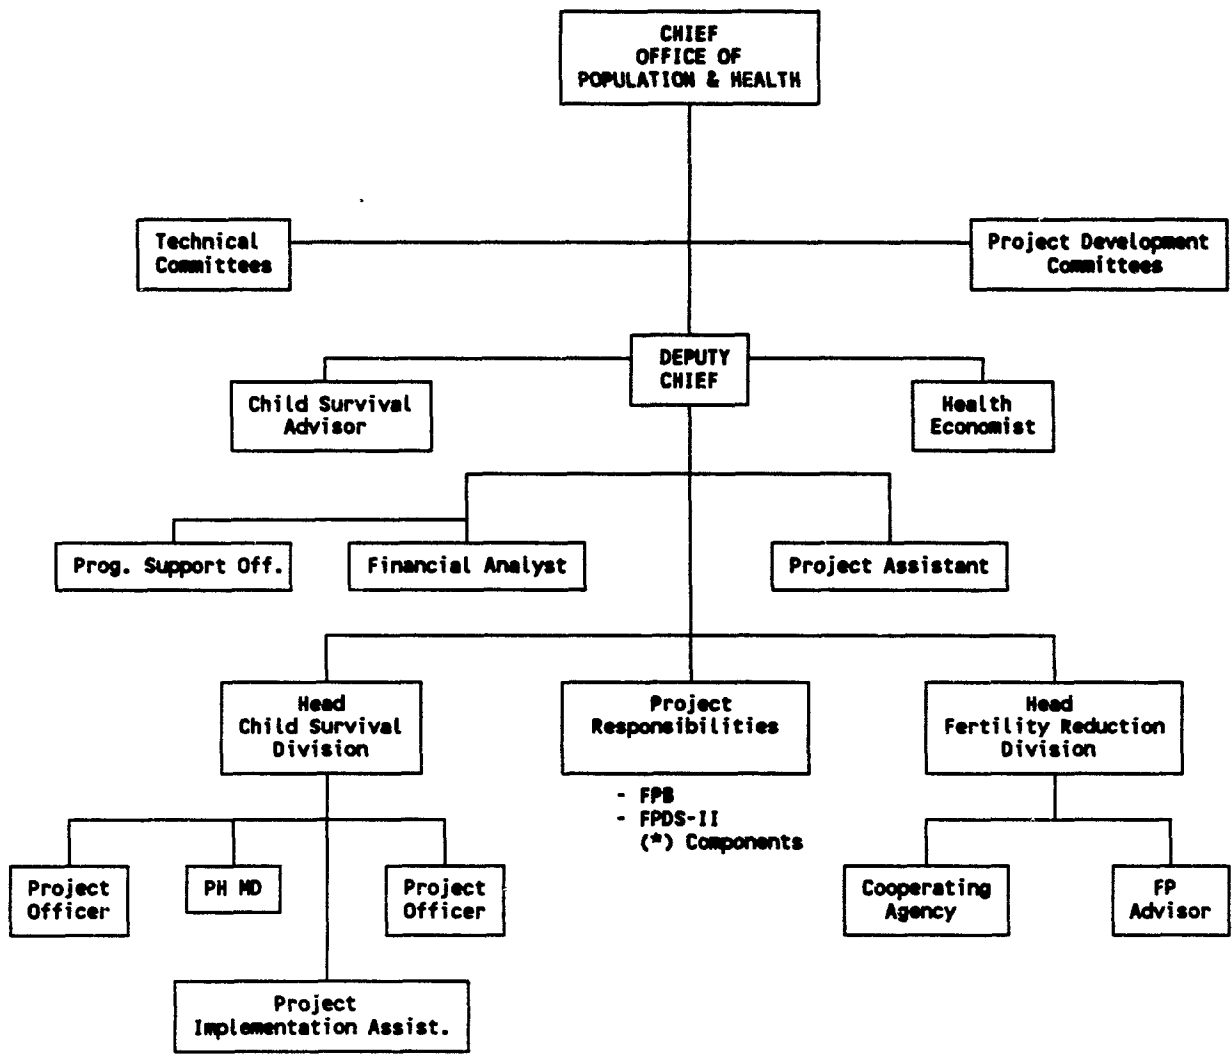 CHIEF
OFFICE OF
POPULATION & HEALTH
Technical
Committees
Project Development
Committees
DEPUTY
CHIEF
Child Survival
Advisor
Health
Economist
Prog. Support Off.
Financial Analyst
Project Assistant
Head
Child Survival
Division
Project
Responsibilities
Head
Fertility Reduction
Division
- FPB
- FPDS-II
(*) Components
Project
Officer
PH MD
Project
Officer
Cooperating
Agency
FP
Advisor
Project
Implementation Assist.